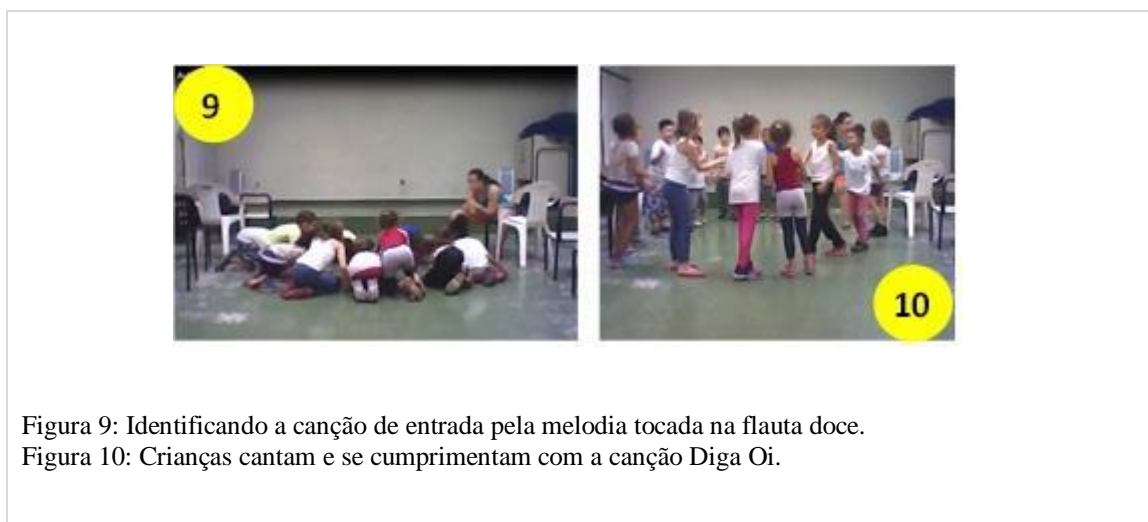 9
10
Figura 9: Identificando a canção de entrada pela melodia tocada na flauta doce.
Figura 10: Crianças cantam e se cumprimentam com a canção Diga Oi.